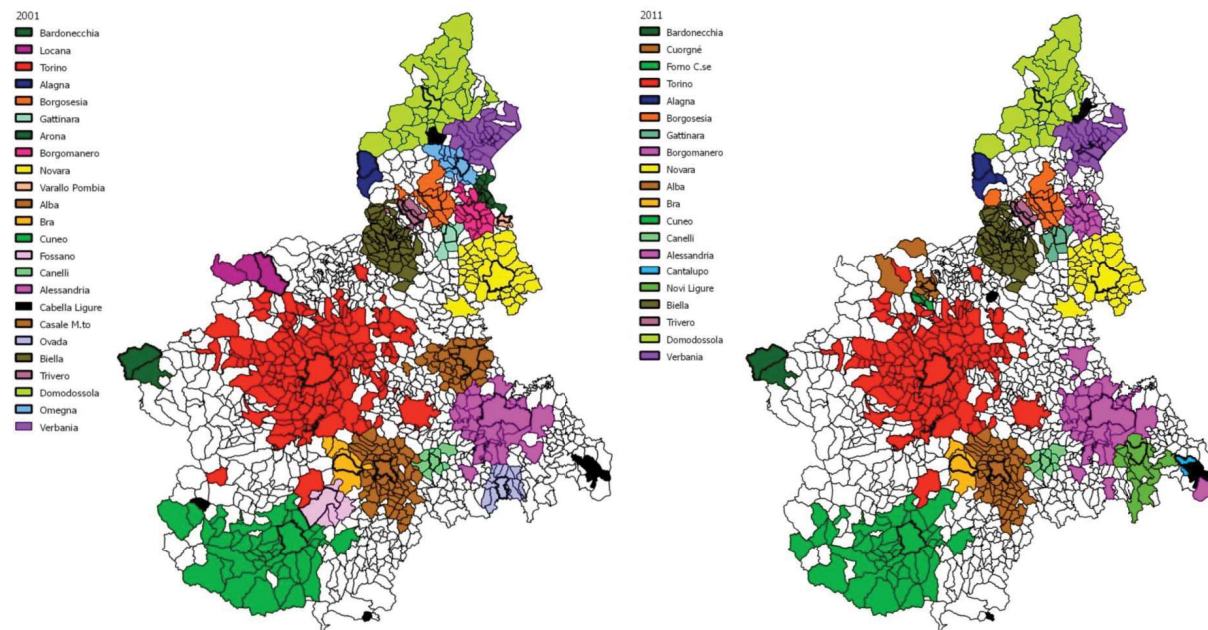 2001
Bardonecchia
Locana
Torino
Alagna
Borgosesia
Gattinara
Arona
Borgomanero
Novara
Varallo Pombia
Alba
Bra
Cuneo
Fossano
Canelli
Alessandria
Cabella Ligure
Casale M.to
Ovada
Biella
Trivero
Domodossola
Omegna
Verbania
2011
Bardonecchia
Cuorgné
Forno C.se
Torino
Alagna
Borgosesia
Gattinara
Borgomanero
Novara
Alba
Bra
Cuneo
Canelli
Alessandria
Cantalupo
Novi Ligure
Biella
Trivero
Domodossola
Verbania